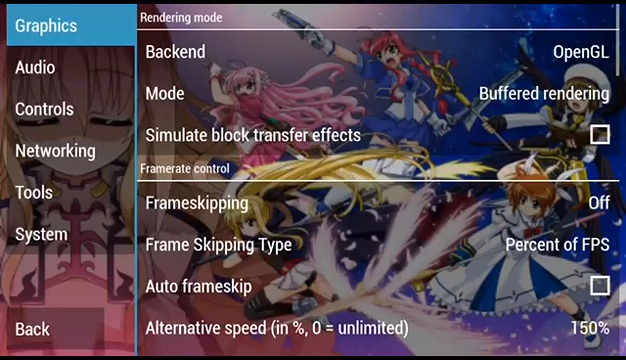 Graphics
Audio
Controls
Networking
Tools
System
Back
Rendering mode
Backend OpenGL
Mode Buffered rendering
Simulate block transfer effects
Framerate control
Frameskipping Off
Frame Skipping Type Percent of FPS
Auto frameskip
Alternative speed (in %, 0 = unlimited) 150%